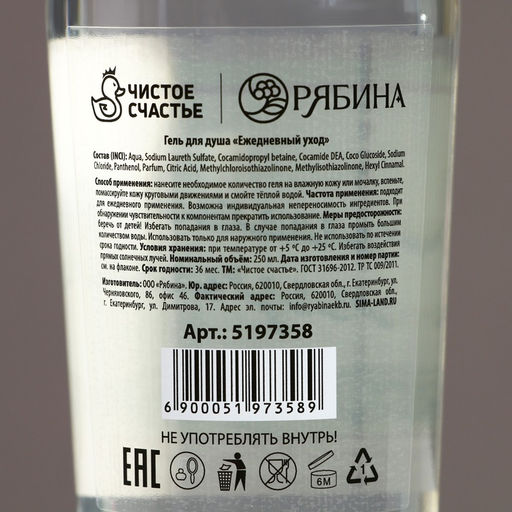 ЧИСТОЕ
СЧАСТЬЕ
РЯБИНА
Гель для душа «Ежедневный уход»
Состав (INCI): Aqua, Sodium Laureth Sulfate, Cocamidopropyl betaine, Cocamide DEA, Coco Glucoside, Sodium
Chloride, Panthenol, Parfum, Citric Acid, Methylchloroisothiazolinone, Methylisothiazolinone, Hexyl Cinnamal.
Способ применения: нанесите необходимое количество геля на влажную кожу или мочалку, вспеньте,
помассируйте кожу круговыми движениями и смойте тёплой водой. Частота применения: подходит
для ежедневного применения. Возможна индивидуальная непереносимость ингредиентов. При
обнаружении чувствительности к компонентам прекратить использование. Меры предосторожности:
беречь от детей! Избегать попадания в глаза. В случае попадания в глаза промыть большим
количеством воды. Использовать только для наружного применения. Не использовать по истечении
срока годности. Условия хранения: при температуре от +5 °C до +25 °C. Избегать воздействия
прямых солнечных лучей. Номинальный объём: 250 мл. Дата изготовления и номер партии:
см. на флаконе. Срок годности: 36 мес. ТМ: «Чистое счастье». ГОСТ 31696-2012. ТР ТС 009/2011.
Изготовитель: ООО «Рябина». Юр. адрес: Россия, 620010, Свердловская обл., г. Екатеринбург, ул.
Черняховского, 86, офис 46. Фактический адрес: Россия, 620010, Свердловская обл.,
г. Екатеринбург, ул. Димитрова, 17. Адрес эл. почты: info@ryabinaekb.ru SIMA-LAND.RU
Арт.: 5197358
6 900051 973589
НЕ УПОТРЕБЛЯТЬ ВНУТРЬ!
EAC
6M
1